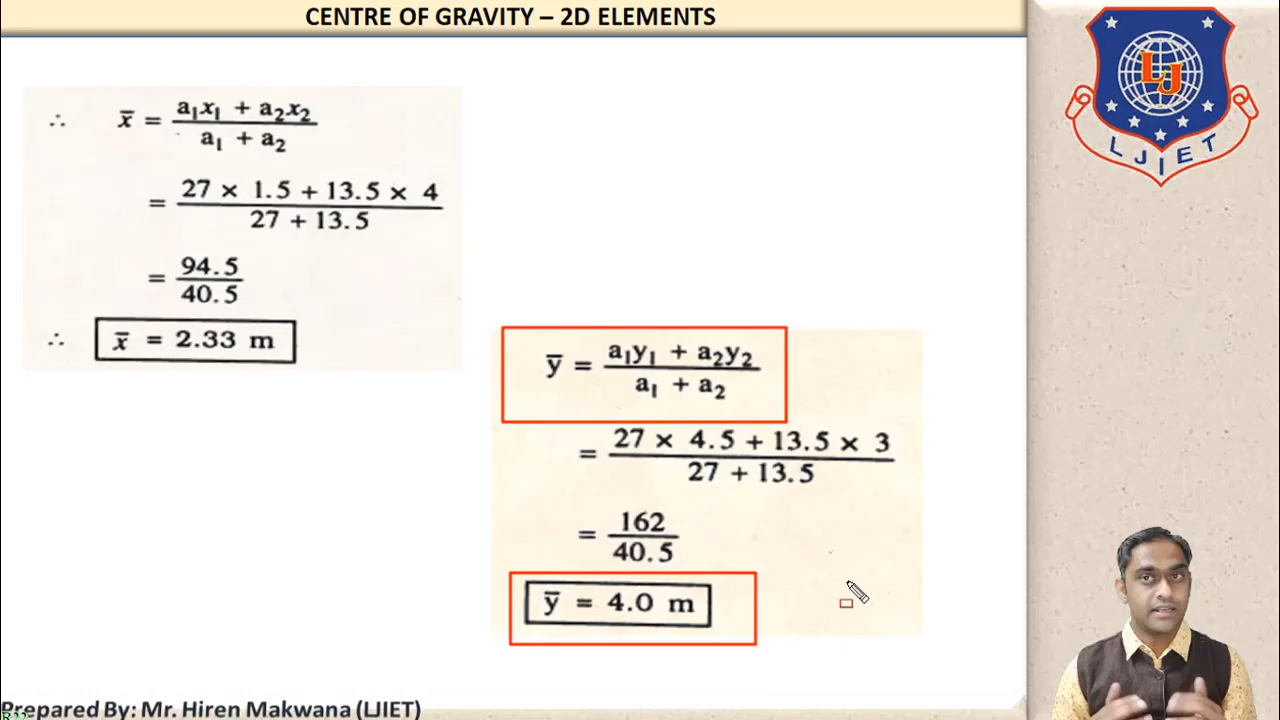 CENTRE OF GRAVITY – 2D ELEMENTS
∴ x̄ = a₁x₁ + a₂x₂ / a₁ + a₂
= 27 × 1.5 + 13.5 × 4 / 27 + 13.5
= 94.5 / 40.5
∴ x̄ = 2.33 m
ȳ = a₁y₁ + a₂y₂ / a₁ + a₂
= 27 × 4.5 + 13.5 × 3 / 27 + 13.5
= 162 / 40.5
ȳ = 4.0 m
LJ
LJIET
Prepared By: Mr. Hiren Makwana (LJIET)